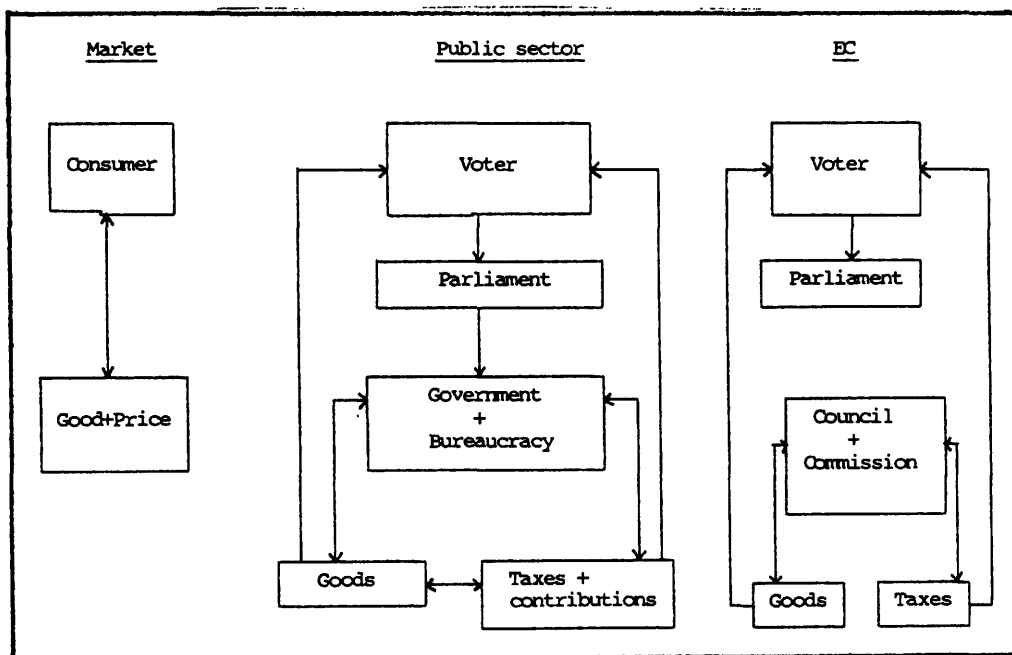 Market
Consumer
Good+Price
Public sector
Voter
Parliament
Government
+
Bureaucracy
Goods
Taxes +
contributions
EC
Voter
Parliament
Council
+
Commission
Goods
Taxes